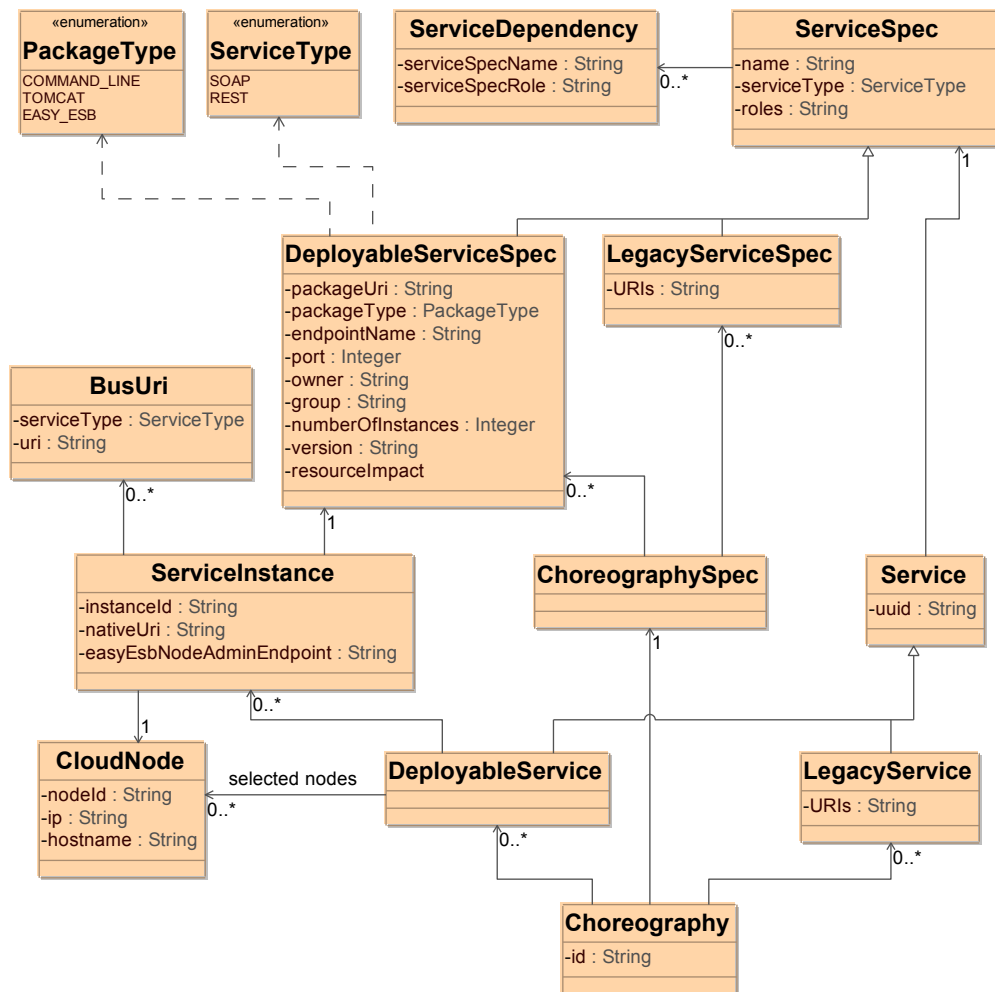 «enumeration»
PackageType
COMMAND_LINE
TOMCAT
EASY_ESB
«enumeration»
ServiceType
SOAP
REST
ServiceDependency
-serviceSpecName : String
-serviceSpecRole : String
0..*
ServiceSpec
-name : String
-serviceType : ServiceType
-roles : String
1
DeployableServiceSpec
-packageUri : String
-packageType : PackageType
-endpointName : String
-port : Integer
-owner : String
-group : String
-numberOfInstances : Integer
-version : String
-resourceImpact
0..*
1
LegacyServiceSpec
-URIs : String
0..*
BusUri
-serviceType : ServiceType
-uri : String
0..*
ServiceInstance
-instanceId : String
-nativeUri : String
-easyEsbNodeAdminEndpoint : String
0..*
1
ChoreographySpec
1
Service
-uuid : String
CloudNode
-nodeId : String
-ip : String
-hostname : String
selected nodes
0..*
DeployableService
0..*
LegacyService
-URIs : String
0..*
Choreography
-id : String